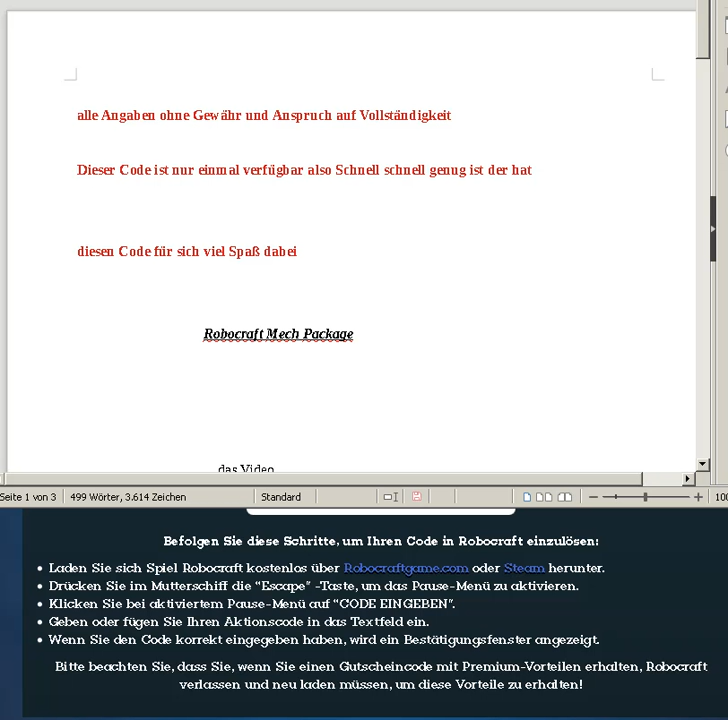 alle Angaben ohne Gewähr und Anspruch auf Vollständigkeit
Dieser Code ist nur einmal verfügbar also Schnell schnell genug ist der hat
diesen Code für sich viel Spaß dabei
Robocraft Mech Package
das Video
Seite 1 von 3 499 Wörter, 3.614 Zeichen Standard 100
Befolgen Sie diese Schritte, um Ihren Code in Robocraft einzulösen:
• Laden Sie sich Spiel Robocraft kostenlos über Robocraftgame.com oder Steam herunter.
• Drücken Sie im Mutterschiff die “Escape” -Taste, um das Pause-Menü zu aktivieren.
• Klicken Sie bei aktiviertem Pause-Menü auf “CODE EINGEBEN”.
• Geben oder fügen Sie Ihren Aktionscode in das Textfeld ein.
• Wenn Sie den Code korrekt eingegeben haben, wird ein Bestätigungsfenster angezeigt.
Bitte beachten Sie, dass Sie, wenn Sie einen Gutscheincode mit Premium-Vorteilen erhalten, Robocraft
verlassen und neu laden müssen, um diese Vorteile zu erhalten!